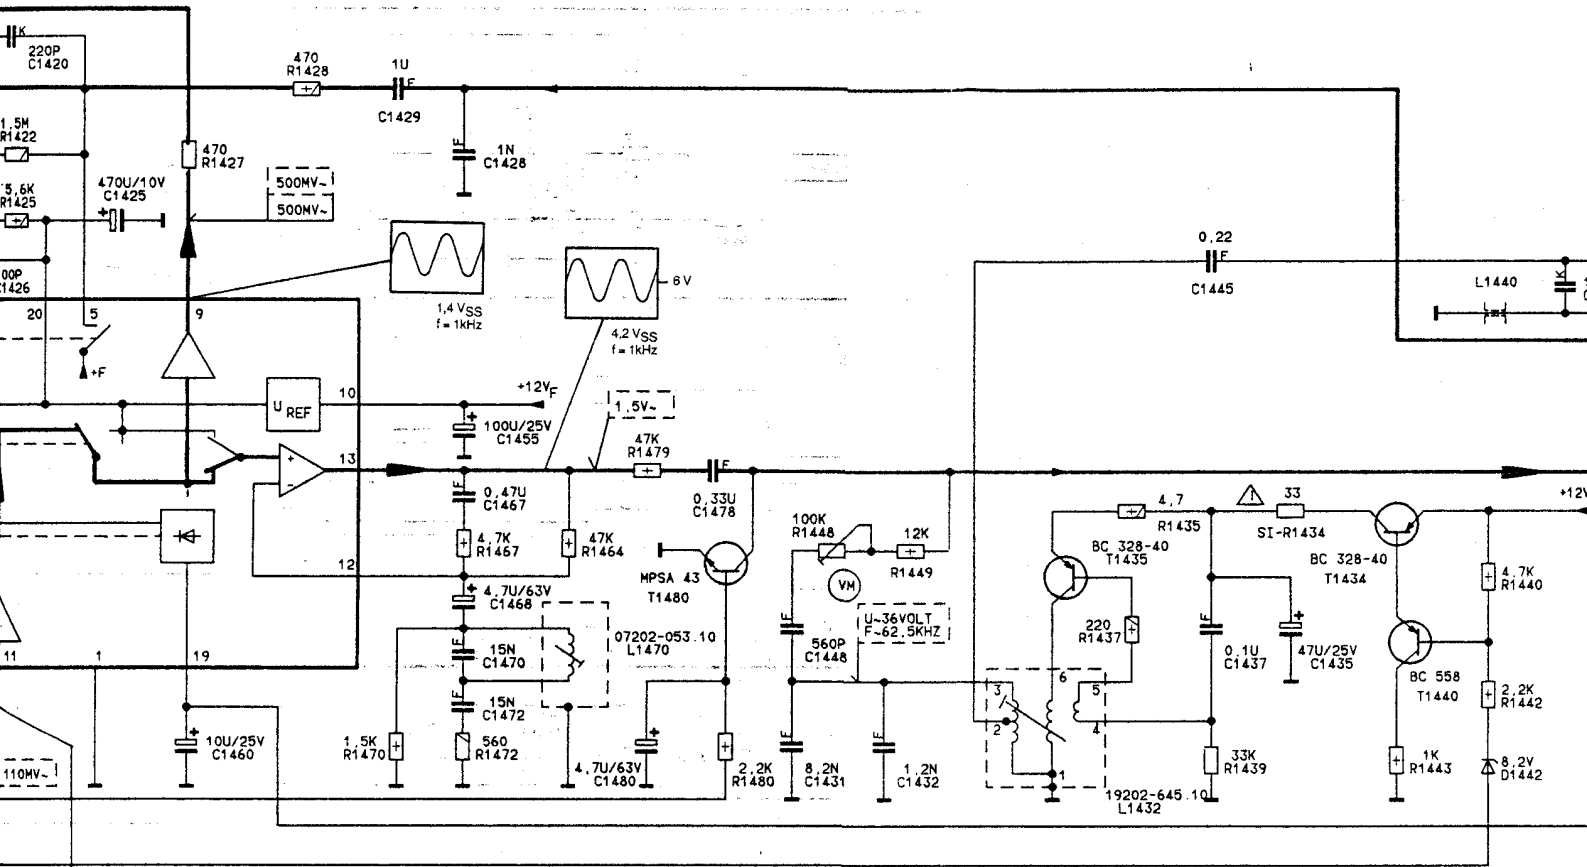 K
220P
C1420
470
R1428
1U
F
C1429
F
1N
C1428
1,5M
R1422
470
R1427
470U/10V
C1425
+
5,6K
R1425
500MV~
500MV~
00P
1426
20
5
9
+F
1,4 VSS
f=1kHz
6V
4,2 VSS
f=1kHz
0,22
F
C1445
L1440
K
U REF
10
+12VF
+
100U/25V
C1455
1,5V~
47K
R1479
F
0,33U
C1478
13
+
-
F
0,47U
C1467
4,7K
R1467
47K
R1464
12
4,7U/63V
C1468
+
MPSA 43
T1480
100K
R1448
12K
R1449
VM
U~36VOLT
F~62,5KHZ
F
560P
C1448
4,7
R1435
33
SI-R1434
+12V
BC 328-40
T1435
BC 328-40
T1434
4,7K
R1440
220
R1437
F
0,1U
C1437
+
47U/25V
C1435
BC 558
T1440
2,2K
R1442
11
1
19
F
15N
C1470
07202-053.10
L1470
F
15N
C1472
560
R1472
1,5K
R1470
+
10U/25V
C1460
110MV~
+
4,7U/63V
C1480
2,2K
R1480
F
8,2N
C1431
F
1,2N
C1432
3
2
6
5
4
1
19202-645.10
L1432
33K
R1439
1K
R1443
8,2V
D1442